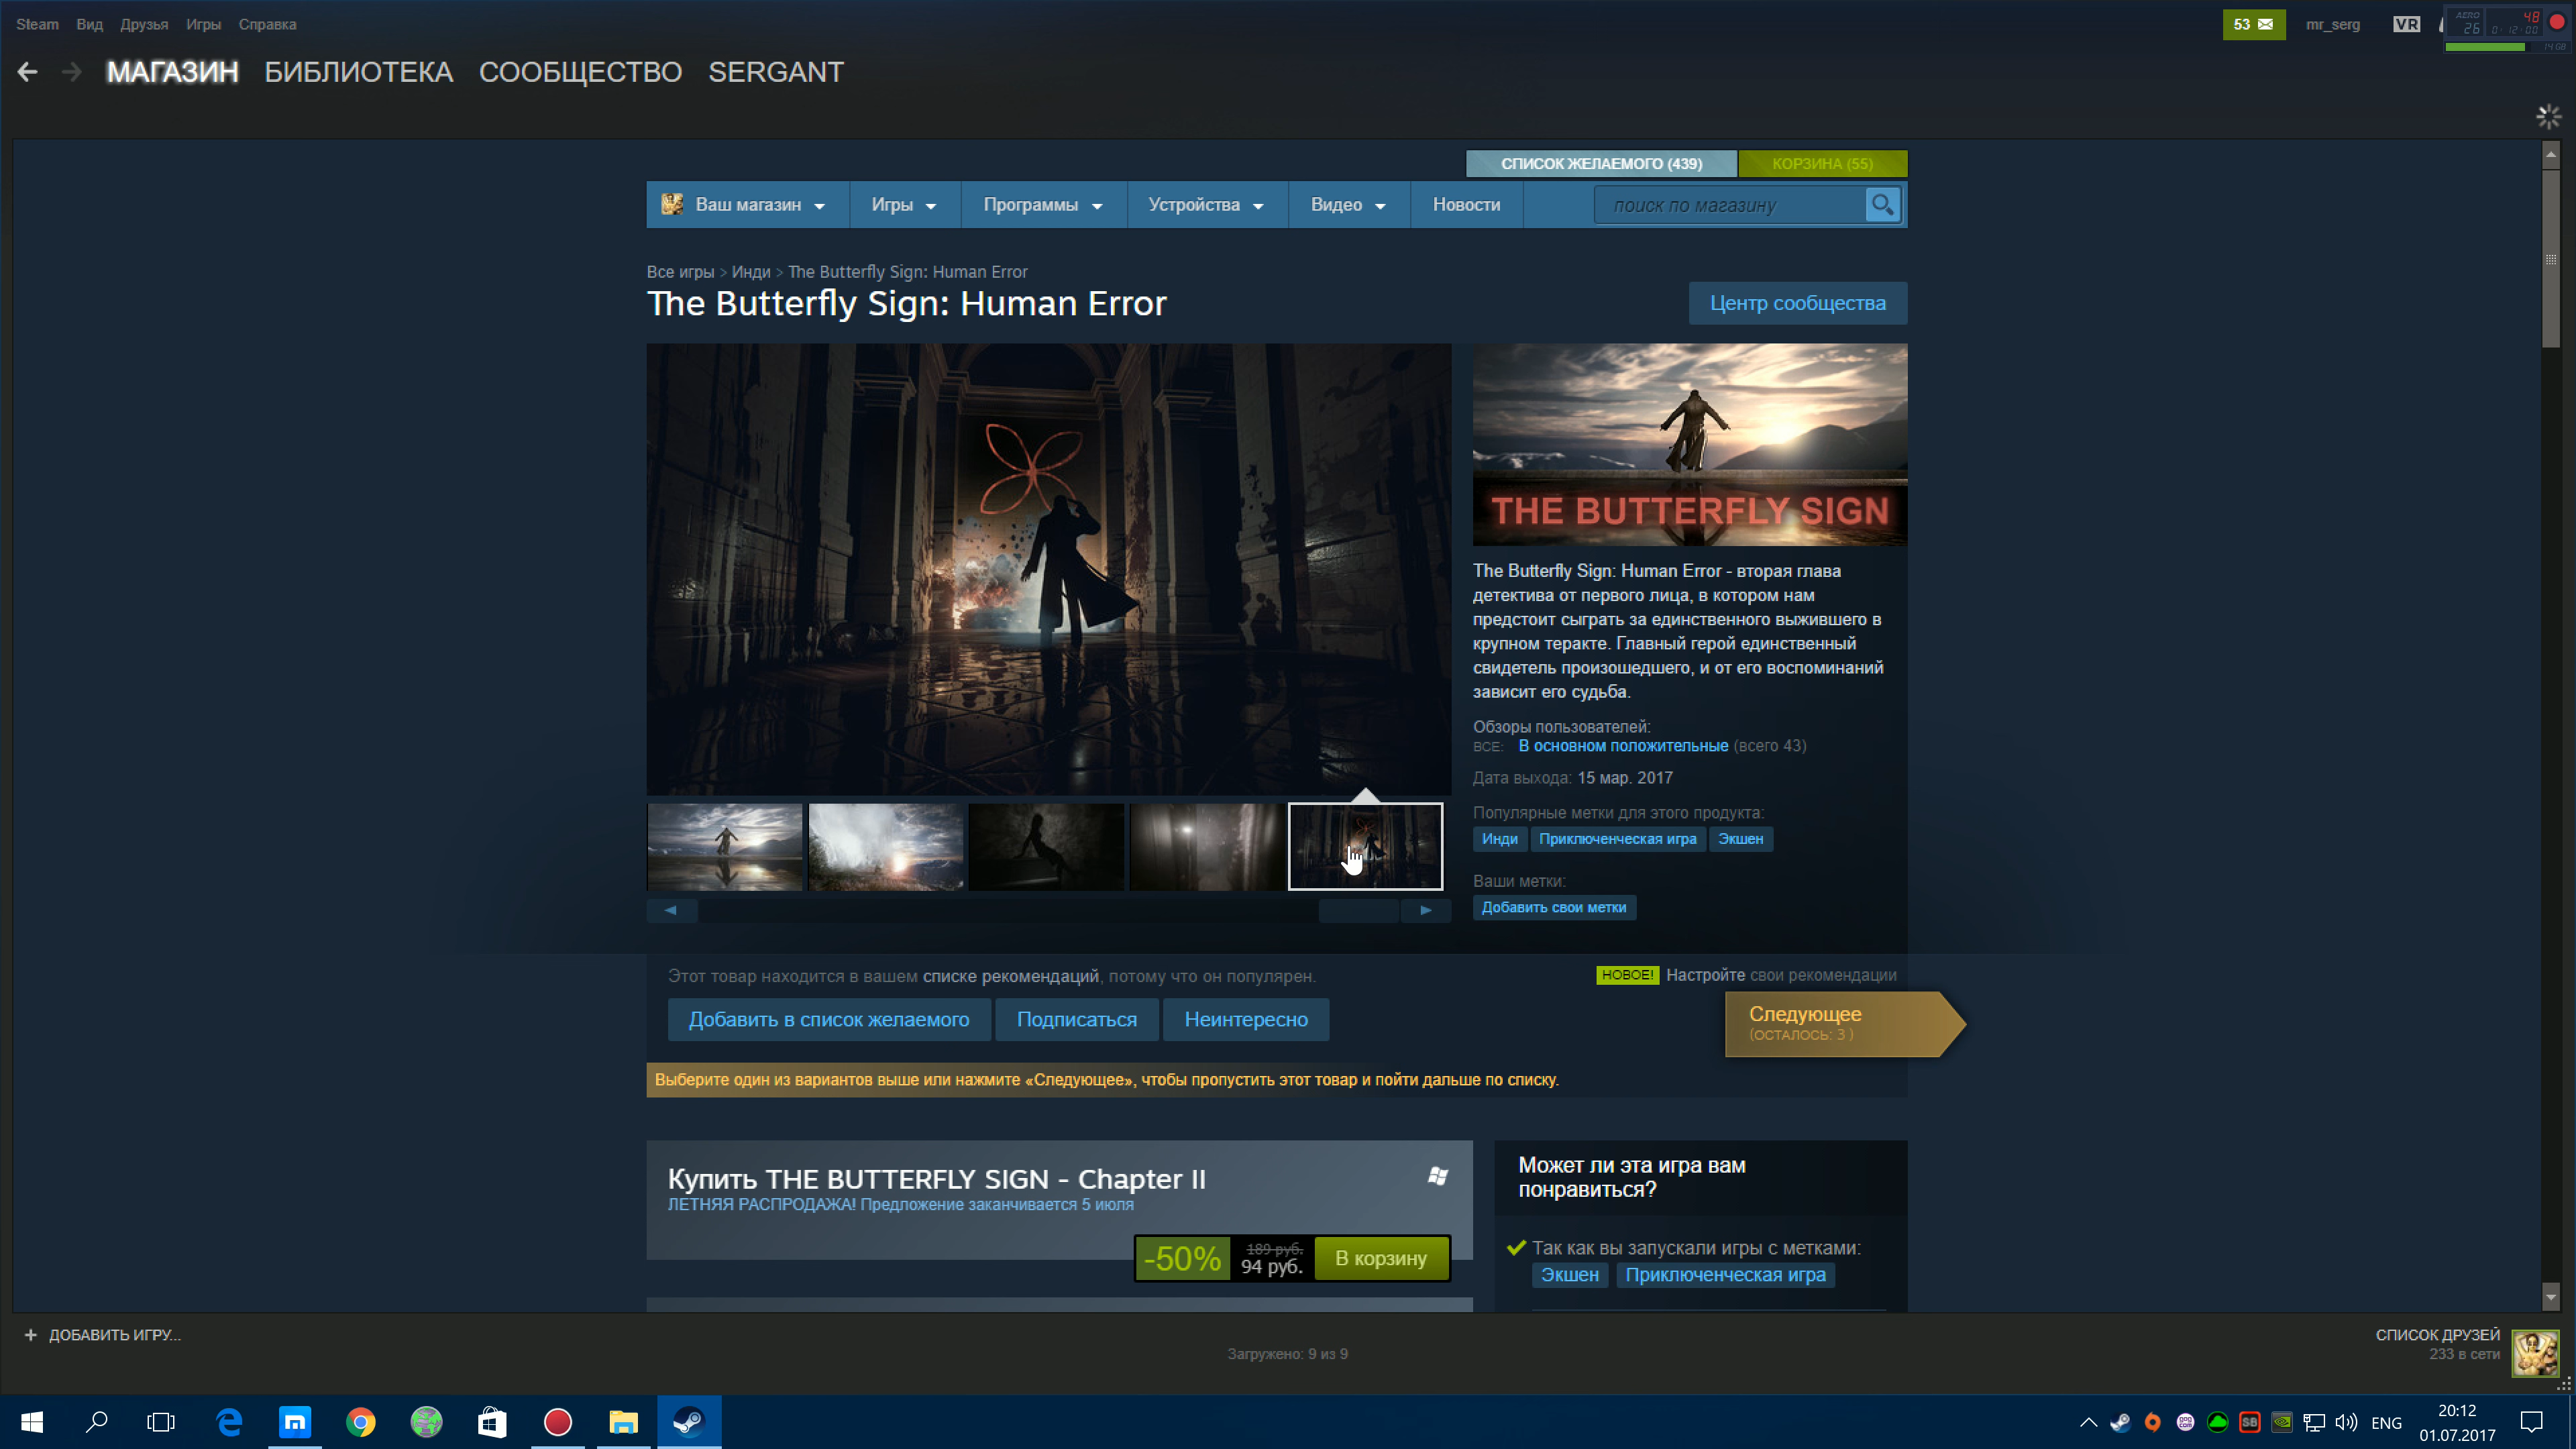 Steam Вид Друзья Игры Справка
53 mr_serg VR
AERO 26 48 0:12:00
14 GB
МАГАЗИН БИБЛИОТЕКА СООБЩЕСТВО SERGANT
СПИСОК ЖЕЛАЕМОГО (439) КОРЗИНА (55)
Ваш магазин Игры Программы Устройства Видео Новости поиск по магазину
Все игры > Инди > The Butterfly Sign: Human Error
The Butterfly Sign: Human Error
Центр сообщества
THE BUTTERFLY SIGN
The Butterfly Sign: Human Error - вторая глава
детектива от первого лица, в котором нам
предстоит сыграть за единственного выжившего в
крупном теракте. Главный герой единственный
свидетель произошедшего, и от его воспоминаний
зависит его судьба.
Обзоры пользователей:
ВСЕ: В основном положительные (всего 43)
Дата выхода: 15 мар. 2017
Популярные метки для этого продукта:
Инди Приключенческая игра Экшен
Ваши метки:
Добавить свои метки
Этот товар находится в вашем списке рекомендаций, потому что он популярен.
НОВОЕ! Настройте свои рекомендации
Добавить в список желаемого Подписаться Неинтересно
Следующее
(ОСТАЛОСЬ: 3 )
Выберите один из вариантов выше или нажмите «Следующее», чтобы пропустить этот товар и пойти дальше по списку.
Купить THE BUTTERFLY SIGN - Chapter II
ЛЕТНЯЯ РАСПРОДАЖА! Предложение заканчивается 5 июля
-50% 189 руб. 94 руб. В корзину
Может ли эта игра вам
понравиться?
Так как вы запускали игры с метками:
Экшен Приключенческая игра
+ ДОБАВИТЬ ИГРУ...
Загружено: 9 из 9
СПИСОК ДРУЗЕЙ
233 в сети
ENG
20:12
01.07.2017